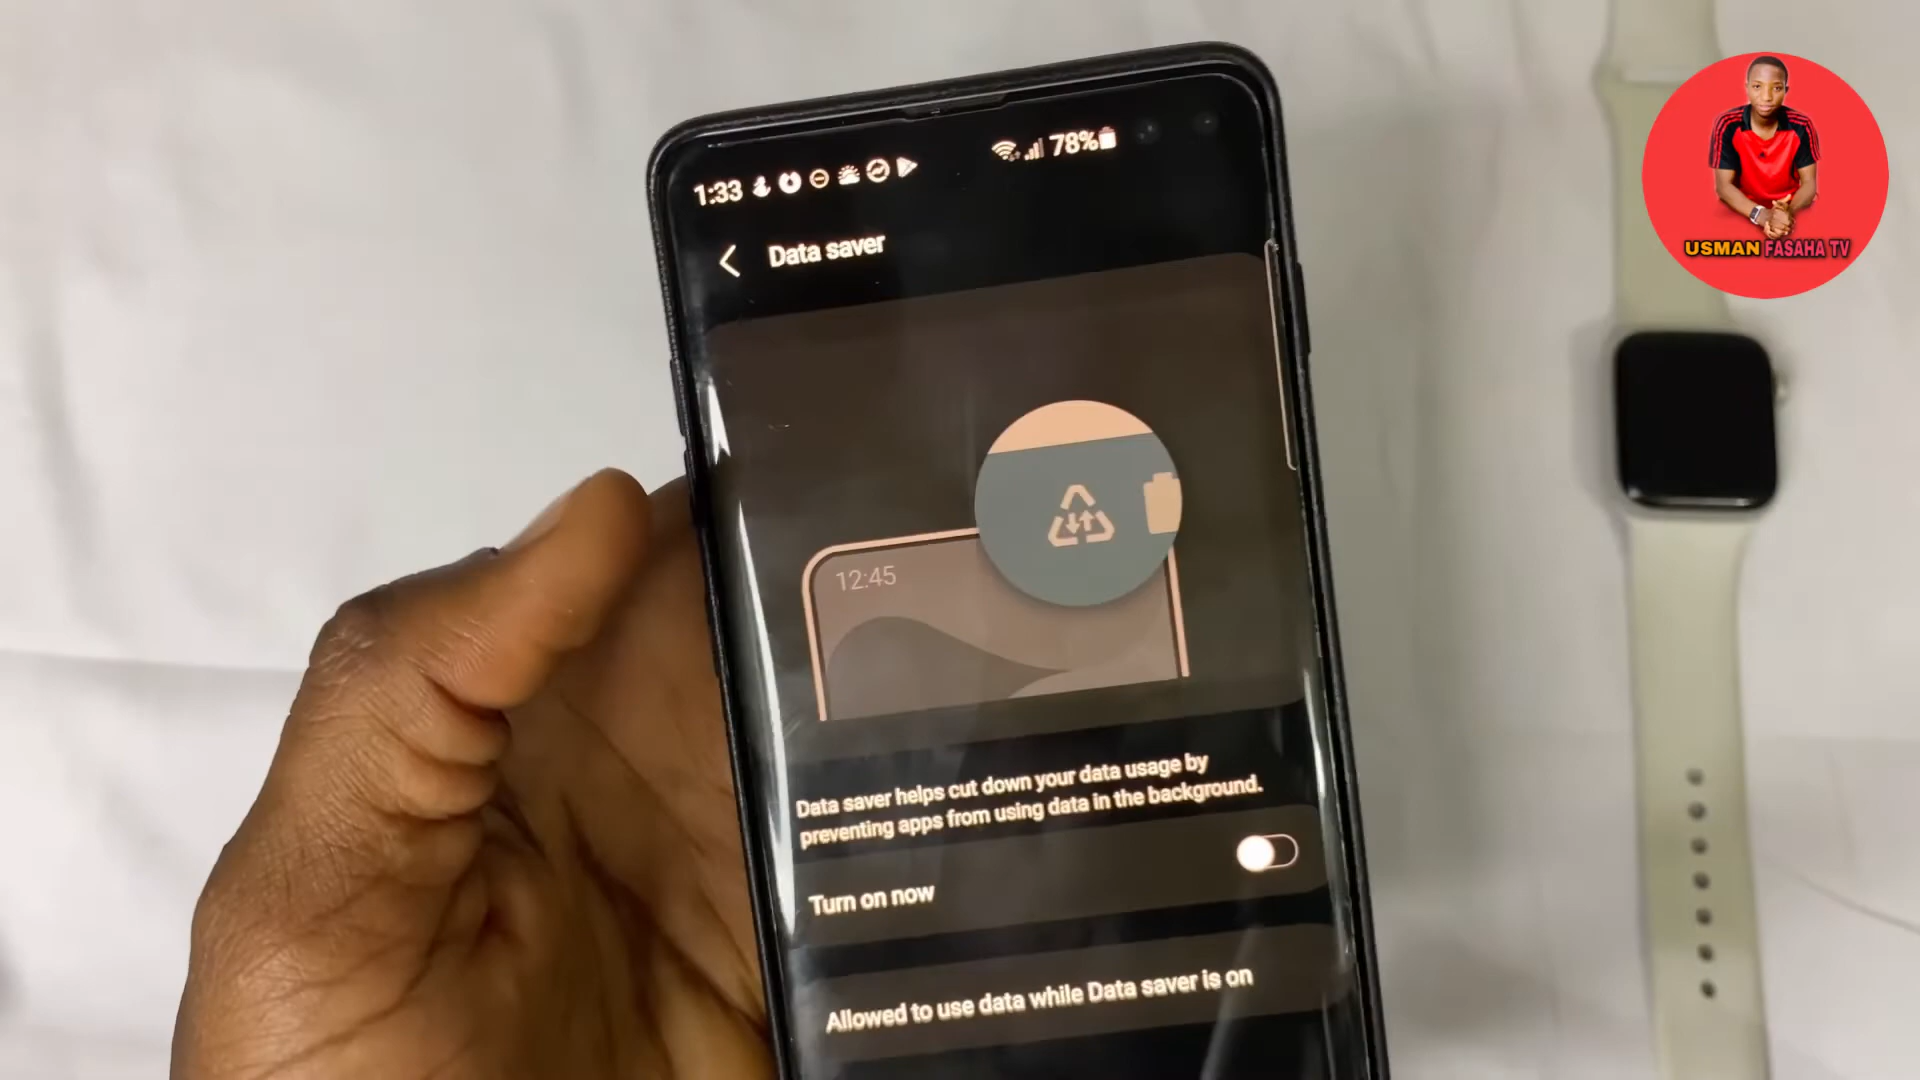 1:33
78%
Data saver
12:45
Data saver helps cut down your data usage by
preventing apps from using data in the background.
Turn on now
Allowed to use data while Data saver is on
USMAN FASAHA TV